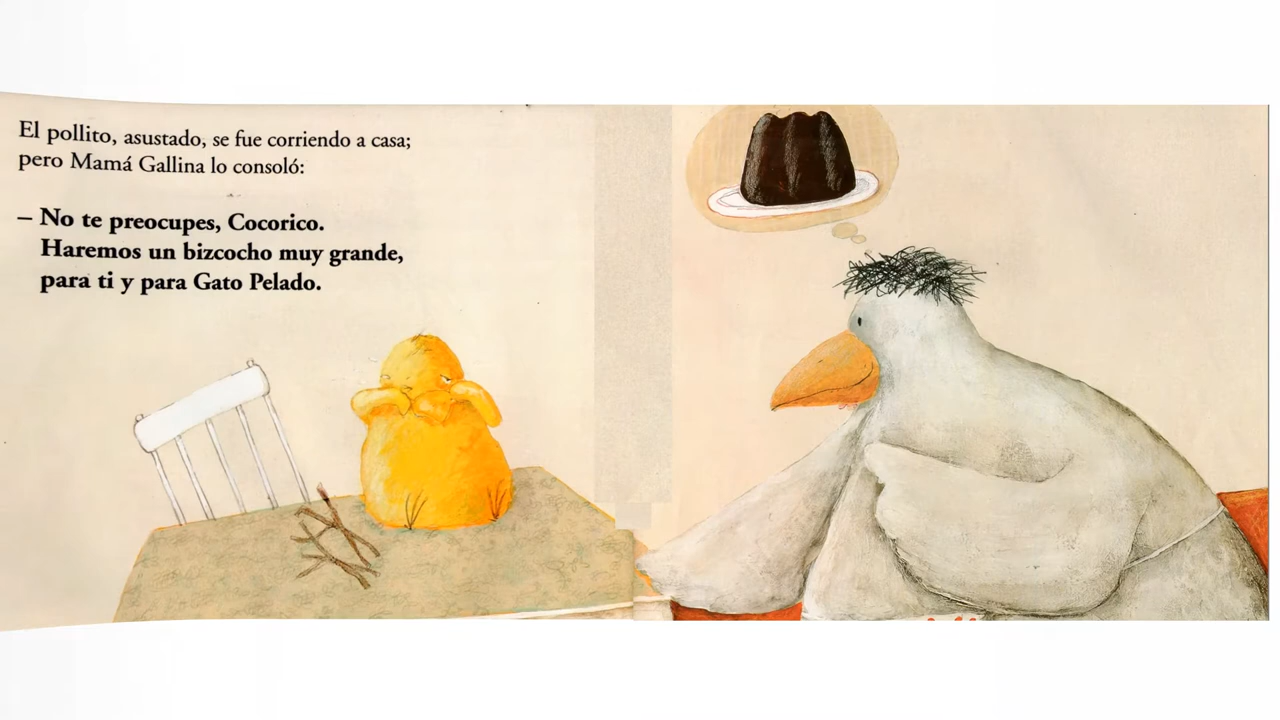 El pollito, asustado, se fue corriendo a casa;
pero Mamá Gallina lo consoló:
– No te preocupes, Cocorico.
Haremos un bizcocho muy grande,
para ti y para Gato Pelado.